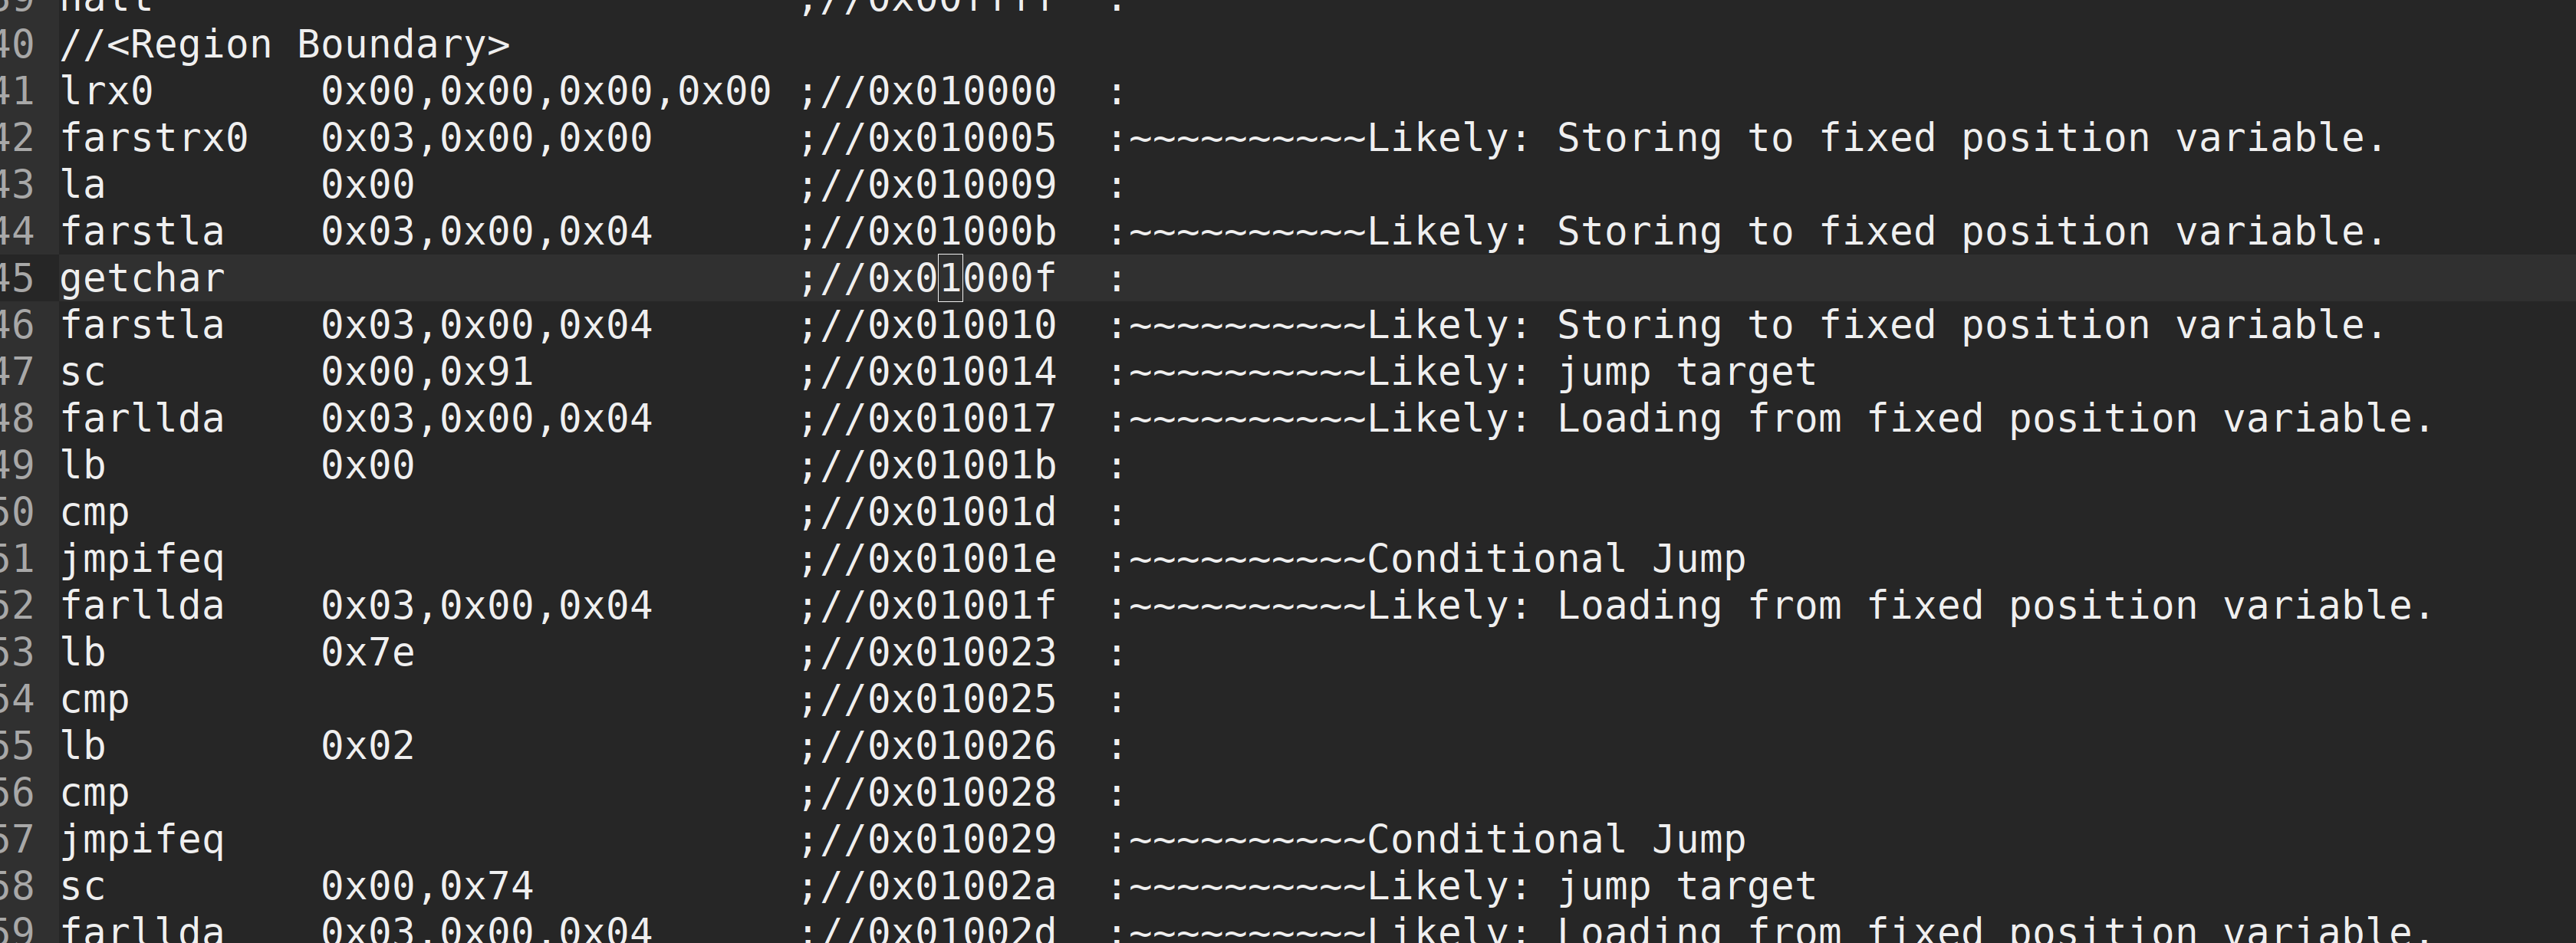 39 halt                           ;//0x00ffff  :
40 //<Region Boundary>
41 lrx0       0x00,0x00,0x00,0x00 ;//0x010000  :
42 farstrx0   0x03,0x00,0x00      ;//0x010005  :~~~~~~~~~~Likely: Storing to fixed position variable.
43 la         0x00                ;//0x010009  :
44 farstla    0x03,0x00,0x04      ;//0x01000b  :~~~~~~~~~~Likely: Storing to fixed position variable.
45 getchar                        ;//0x01000f  :
46 farstla    0x03,0x00,0x04      ;//0x010010  :~~~~~~~~~~Likely: Storing to fixed position variable.
47 sc         0x00,0x91           ;//0x010014  :~~~~~~~~~~Likely: jump target
48 farllda    0x03,0x00,0x04      ;//0x010017  :~~~~~~~~~~Likely: Loading from fixed position variable.
49 lb         0x00                ;//0x01001b  :
50 cmp                            ;//0x01001d  :
51 jmpifeq                        ;//0x01001e  :~~~~~~~~~~Conditional Jump
52 farllda    0x03,0x00,0x04      ;//0x01001f  :~~~~~~~~~~Likely: Loading from fixed position variable.
53 lb         0x7e                ;//0x010023  :
54 cmp                            ;//0x010025  :
55 lb         0x02                ;//0x010026  :
56 cmp                            ;//0x010028  :
57 jmpifeq                        ;//0x010029  :~~~~~~~~~~Conditional Jump
58 sc         0x00,0x74           ;//0x01002a  :~~~~~~~~~~Likely: jump target
59 farllda    0x03,0x00,0x04      ;//0x01002d  :~~~~~~~~~~Likely: Loading from fixed position variable.